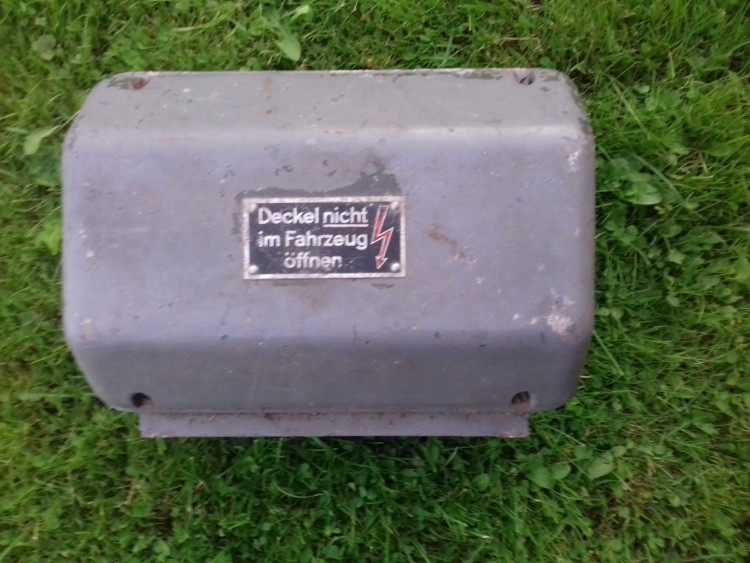 Deckel nicht
im Fahrzeug
öffnen